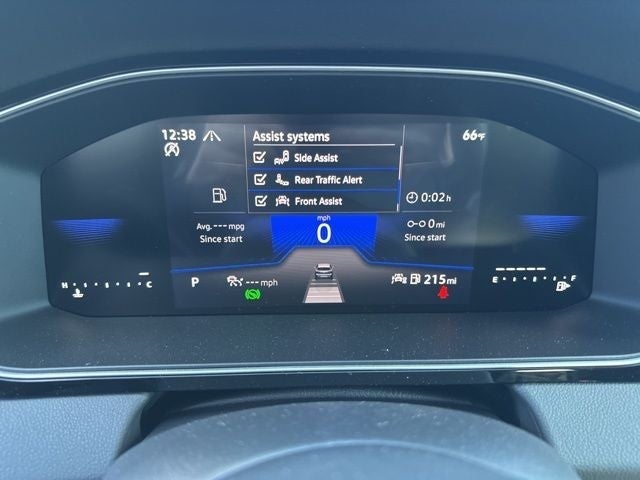 12:38
Assist systems
66°F
Side Assist
Rear Traffic Alert
Front Assist
0:02h
mph
0
Avg. --- mpg
Since start
0 mi
Since start
H C
E F
P
--- mph
215 mi